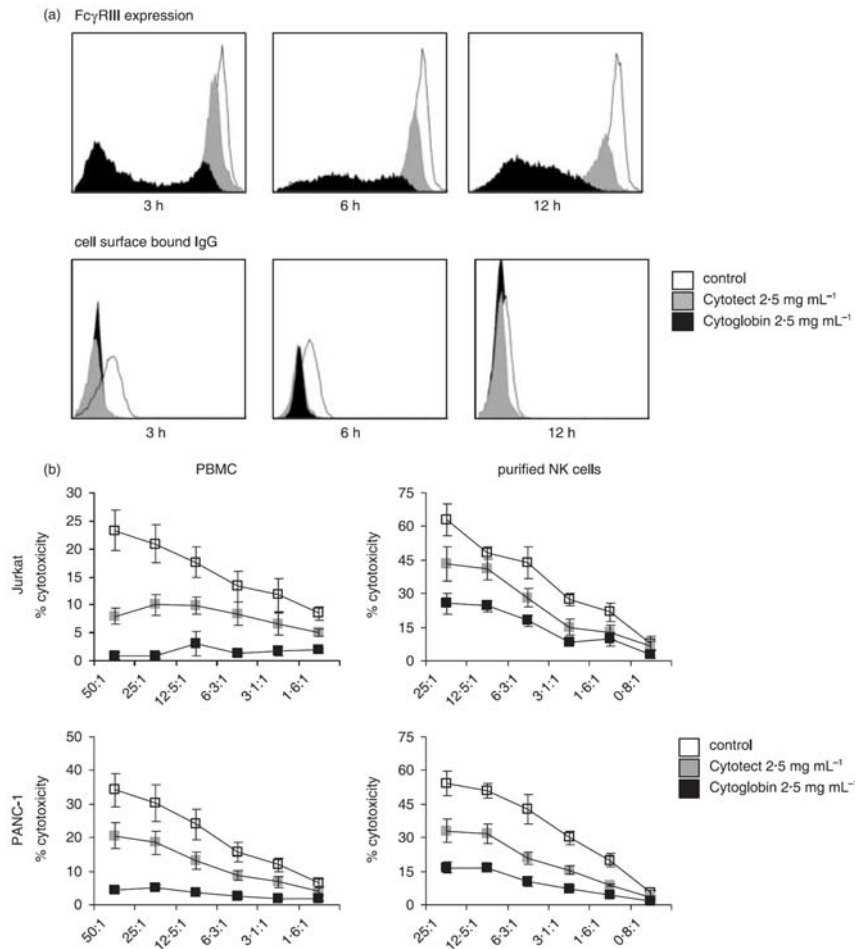 (a) FcγRIII expression
3 h 6 h 12 h
cell surface bound IgG
control
Cytotect 2·5 mg mL⁻¹
Cytoglobin 2·5 mg mL⁻¹
3 h 6 h 12 h
(b) PBMC purified NK cells
Jurkat
% cytotoxicity
30
25
20
15
10
5
0
50:1 25:1 12·5:1 6·3:1 3·1:1 1·6:1
% cytotoxicity
75
60
45
30
15
0
25:1 12·5:1 6·3:1 3·1:1 1·6:1 0·8:1
PANC-1
% cytotoxicity
50
40
30
20
10
0
50:1 25:1 12·5:1 6·3:1 3·1:1 1·6:1
% cytotoxicity
75
60
45
30
15
0
25:1 12·5:1 6·3:1 3·1:1 1·6:1 0·8:1
control
Cytotect 2·5 mg mL⁻¹
Cytoglobin 2·5 mg mL⁻¹